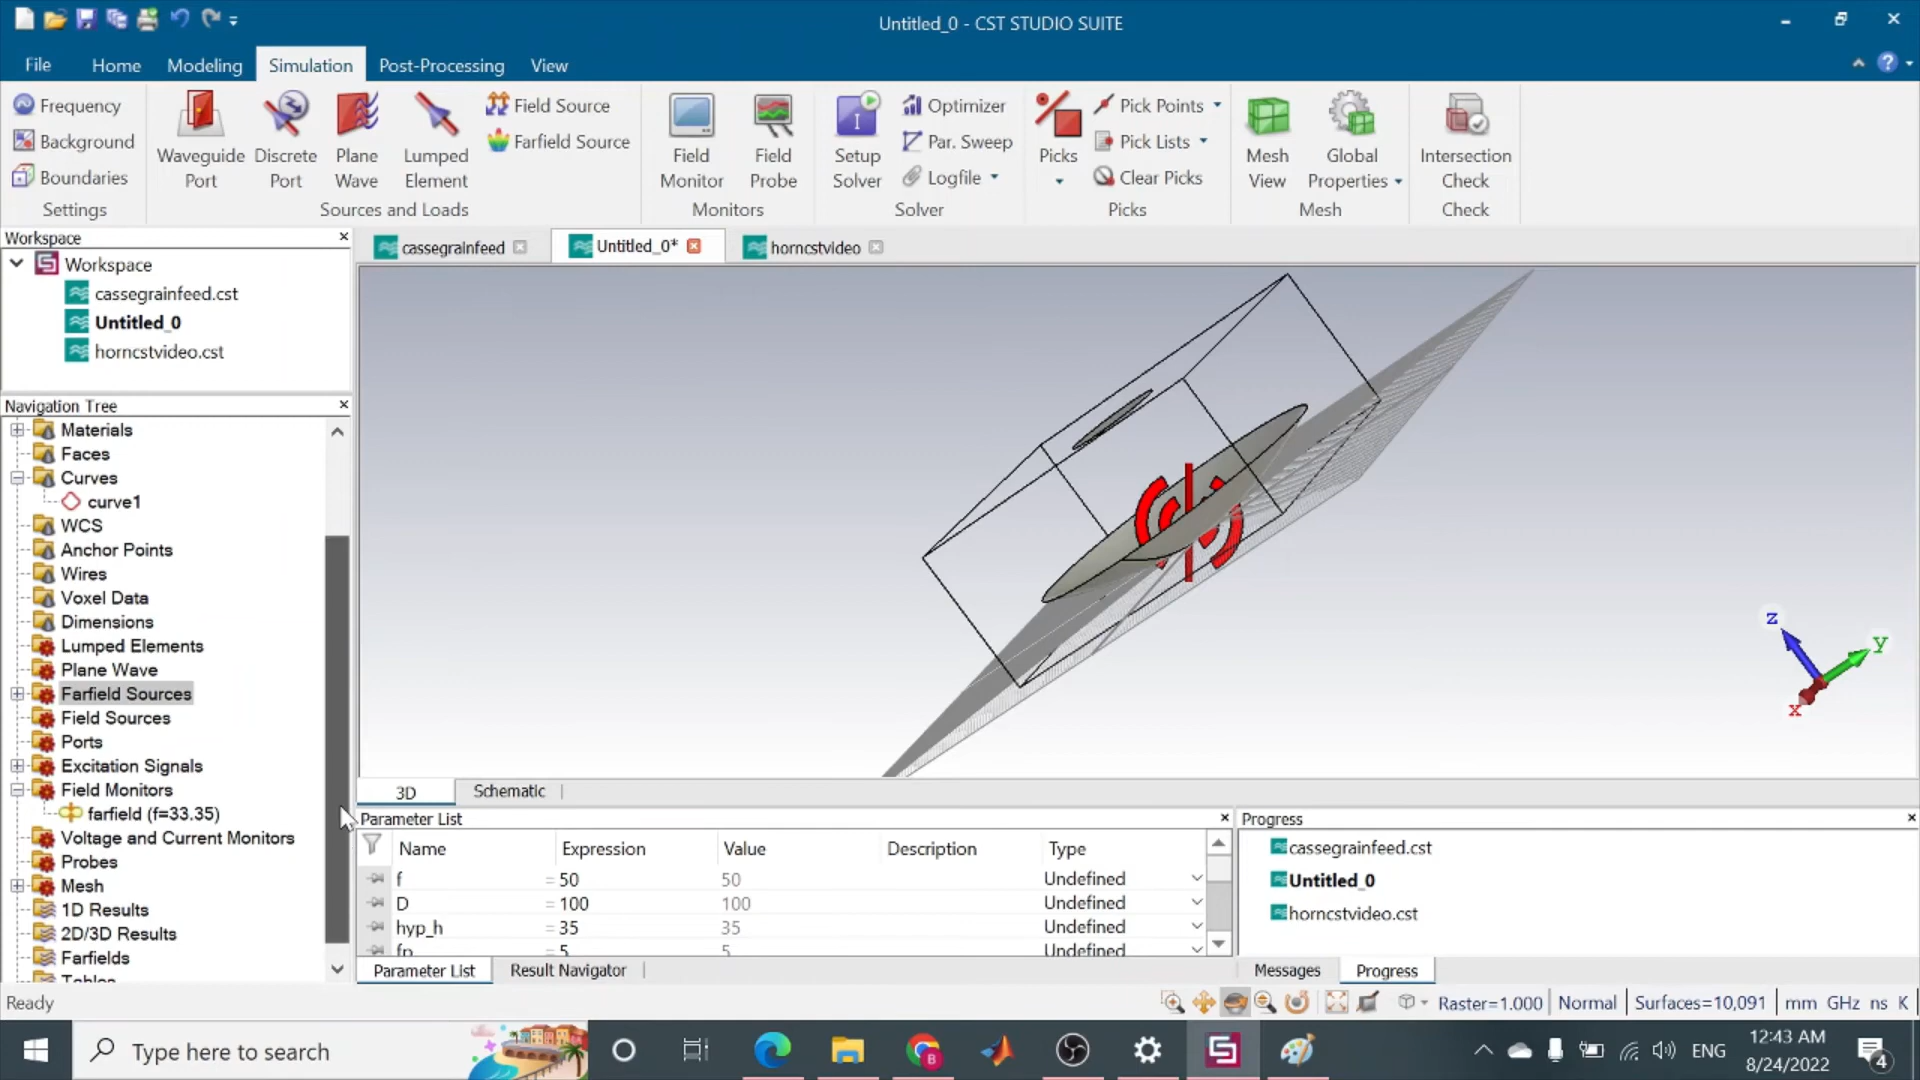 Untitled_0 - CST STUDIO SUITE
File Home Modeling Simulation Post-Processing View
Frequency
Background
Boundaries
Settings
Waveguide Port
Discrete Port
Plane Wave
Lumped Element
Field Source
Farfield Source
Sources and Loads
Field Monitor
Field Probe
Monitors
Setup Solver
Optimizer
Par. Sweep
Logfile
Solver
Picks
Pick Points
Pick Lists
Clear Picks
Picks
Mesh View
Global Properties
Mesh
Intersection Check
Check
Workspace
Workspace
cassegrainfeed.cst
Untitled_0
horncstvideo.cst
cassegrainfeed
Untitled_0*
horncstvideo
Navigation Tree
Materials
Faces
Curves
curve1
WCS
Anchor Points
Wires
Voxel Data
Dimensions
Lumped Elements
Plane Wave
Farfield Sources
Field Sources
Ports
Excitation Signals
Field Monitors
farfield (f=33.35)
Voltage and Current Monitors
Probes
Mesh
1D Results
2D/3D Results
Farfields
Tables
z
y
x
3D Schematic
Parameter List
Name Expression Value Description Type
f = 50 50 Undefined
D = 100 100 Undefined
hyp_h = 35 35 Undefined
fp = 5 5 Undefined
Parameter List Result Navigator
Progress
cassegrainfeed.cst
Untitled_0
horncstvideo.cst
Messages Progress
Ready
Raster=1.000 Normal Surfaces=10,091 mm GHz ns K
Type here to search
ENG
12:43 AM
8/24/2022
4